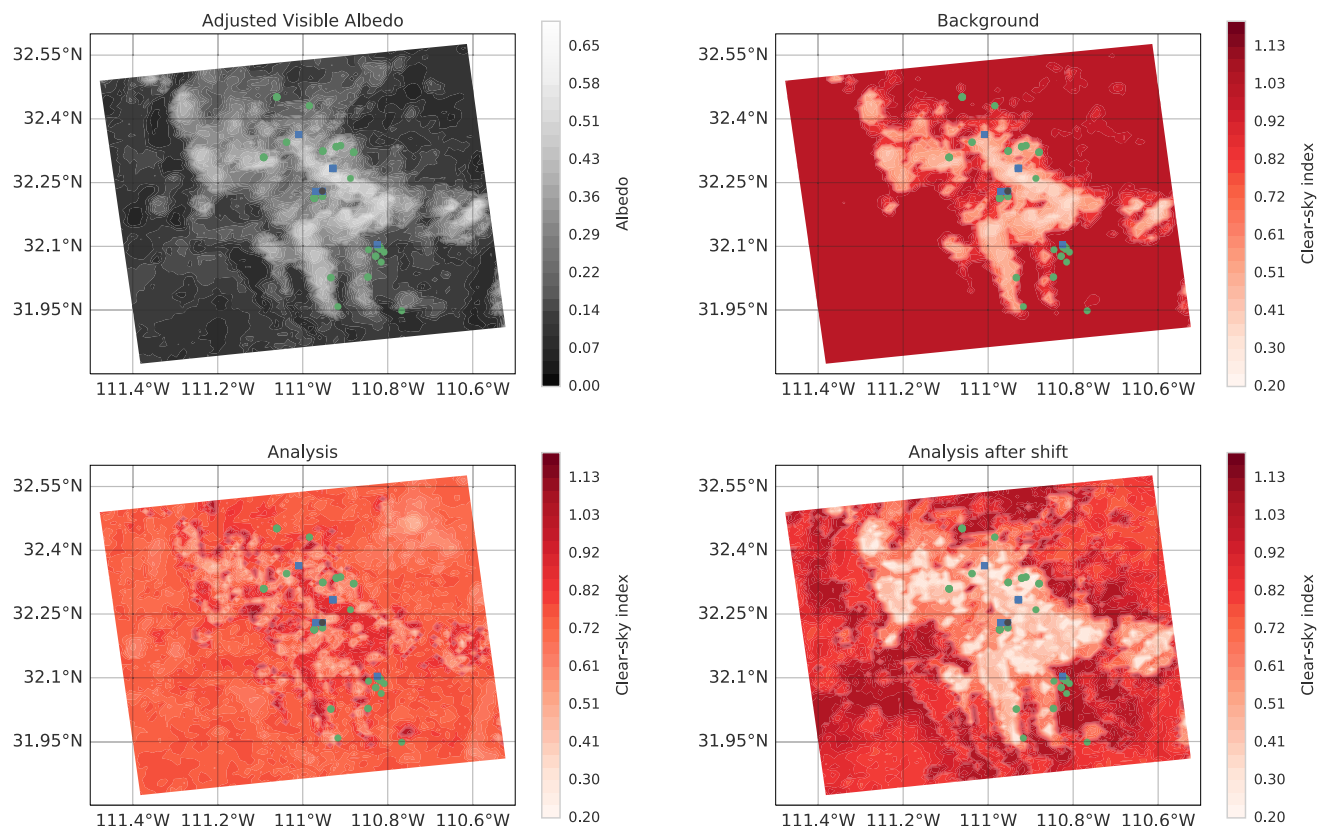 Adjusted Visible Albedo
32.55°N
32.4°N
32.25°N
32.1°N
31.95°N
111.4°W 111.2°W 111°W 110.8°W 110.6°W
0.65
0.58
0.51
0.43
0.36
0.29
0.22
0.14
0.07
0.00
Albedo
Background
32.55°N
32.4°N
32.25°N
32.1°N
31.95°N
111.4°W 111.2°W 111°W 110.8°W 110.6°W
1.13
1.03
0.92
0.82
0.72
0.61
0.51
0.41
0.30
0.20
Clear-sky index
Analysis
32.55°N
32.4°N
32.25°N
32.1°N
31.95°N
111.4°W 111.2°W 111°W 110.8°W 110.6°W
1.13
1.03
0.92
0.82
0.72
0.61
0.51
0.41
0.30
0.20
Clear-sky index
Analysis after shift
32.55°N
32.4°N
32.25°N
32.1°N
31.95°N
111.4°W 111.2°W 111°W 110.8°W 110.6°W
1.13
1.03
0.92
0.82
0.72
0.61
0.51
0.41
0.30
0.20
Clear-sky index